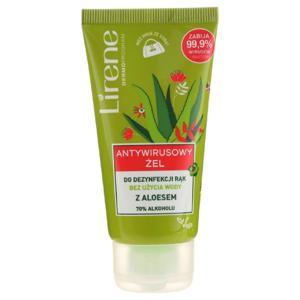 Lirene
ZABIJA
99,9%
ANTYWIRUSOWY
ŻEL
DO DEZYNFEKCJI RĄK
BEZ UŻYCIA WODY
Z ALOESEM
70% ALKOHOLU